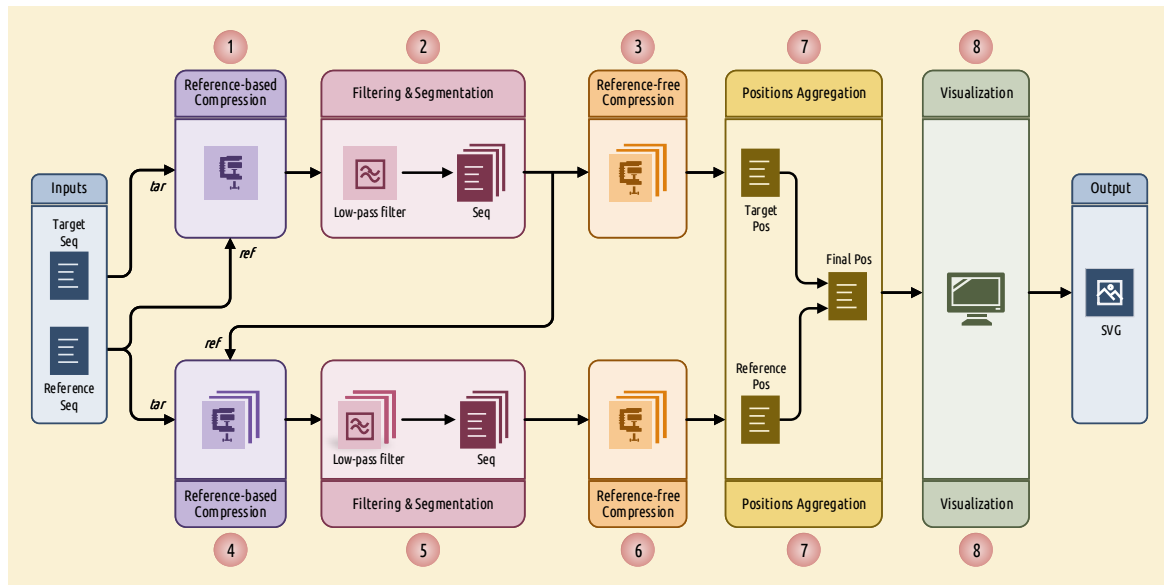 1
2
3
7
8
Reference-based
Compression
Filtering & Segmentation
Reference-free
Compression
Positions Aggregation
Visualization
Inputs
Target
Seq
Reference
Seq
tar
ref
Low-pass filter
Seq
Target
Pos
Final Pos
Output
SVG
ref
tar
Low-pass filter
Seq
Reference
Pos
Reference-based
Compression
Filtering & Segmentation
Reference-free
Compression
Positions Aggregation
Visualization
4
5
6
7
8